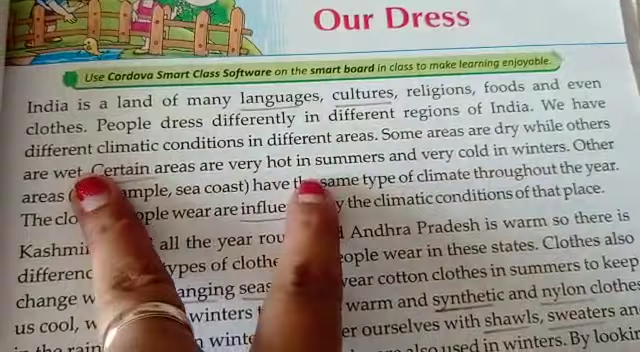 Our Dress
Use Cordova Smart Class Software on the smart board in class to make learning enjoyable.
India is a land of many languages, cultures, religions, foods and even
clothes. People dress differently in different regions of India. We have
different climatic conditions in different areas. Some areas are dry while others
are wet. Certain areas are very hot in summers and very cold in winters. Other
areas ample, sea coast) have the same type of climate throughout the year.
The clo ople wear are influe y the climatic conditions of that place.
Kashmi all the year rou Andhra Pradesh is warm so there is
differenc types of clothe eople wear in these states. Clothes also
change w anging seas ear cotton clothes in summers to keep
us cool, w winters warm and synthetic and nylon clothes
the rain winte er ourselves with shawls, sweaters an
also used in winters. By lookin